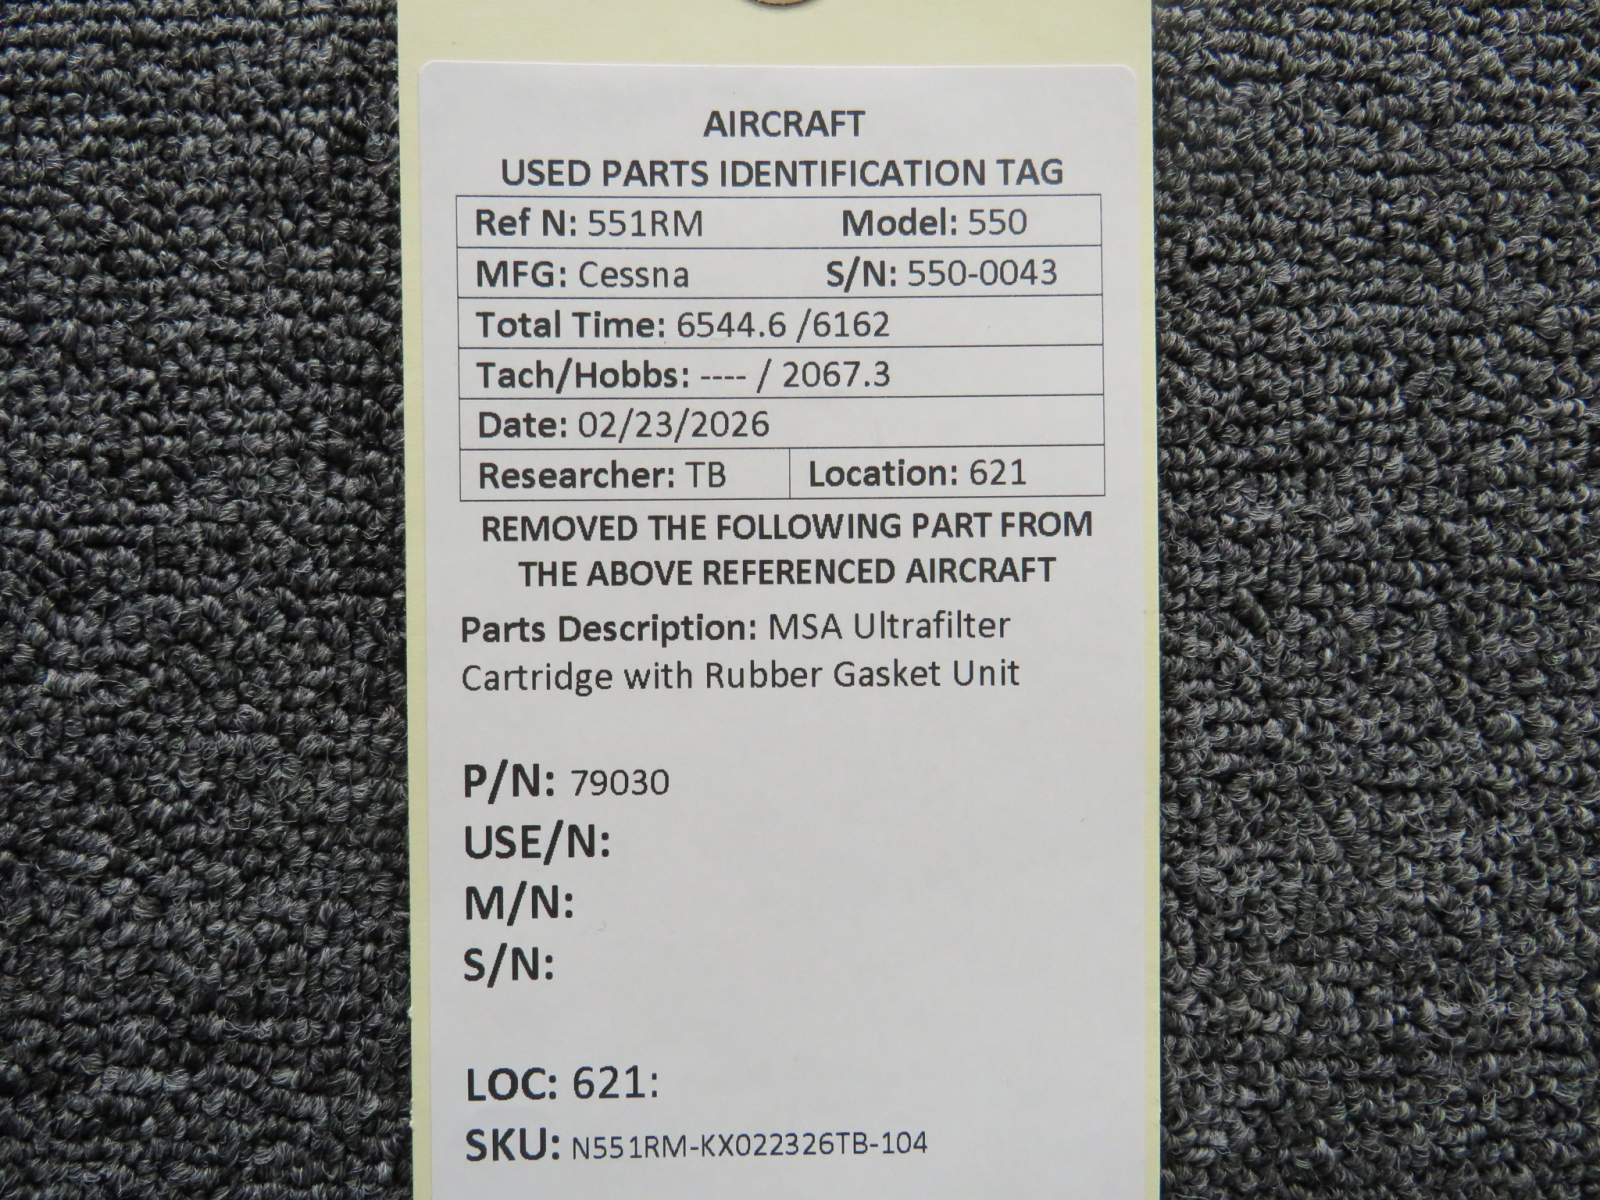 AIRCRAFT
USED PARTS IDENTIFICATION TAG
Ref N: 551RM Model: 550
MFG: Cessna S/N: 550-0043
Total Time: 6544.6 /6162
Tach/Hobbs: ---- / 2067.3
Date: 02/23/2026
Researcher: TB Location: 621
REMOVED THE FOLLOWING PART FROM
THE ABOVE REFERENCED AIRCRAFT
Parts Description: MSA Ultrafilter
Cartridge with Rubber Gasket Unit
P/N: 79030
USE/N:
M/N:
S/N:
LOC: 621:
SKU: N551RM-KX022326TB-104